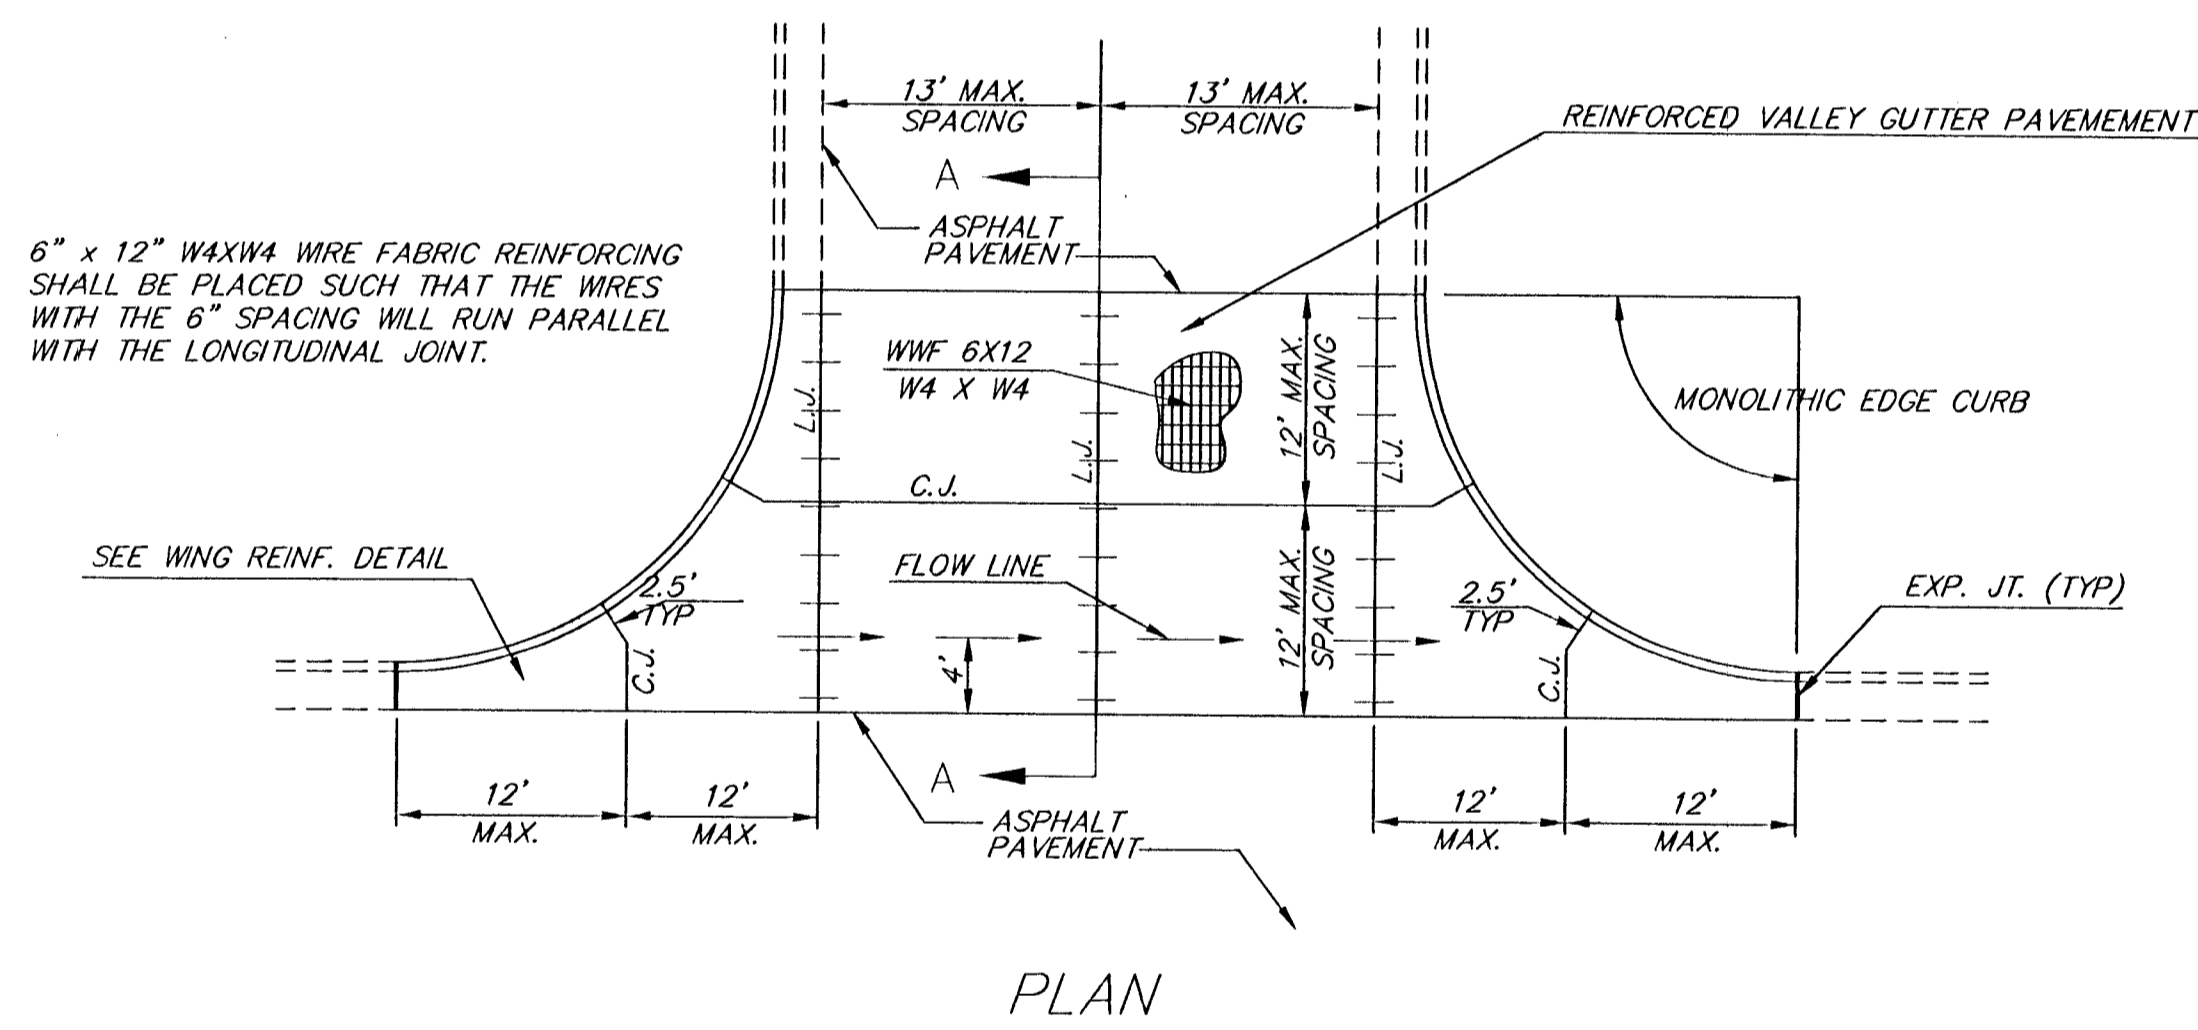 13' MAX.
SPACING
13' MAX.
SPACING
REINFORCED VALLEY GUTTER PAVEMEMENT
A
ASPHALT
PAVEMENT
6" x 12" W4XW4 WIRE FABRIC REINFORCING
SHALL BE PLACED SUCH THAT THE WIRES
WITH THE 6" SPACING WILL RUN PARALLEL
WITH THE LONGITUDINAL JOINT.
WWF 6X12
W4 X W4
12' MAX.
SPACING
MONOLITHIC EDGE CURB
L.J.
L.J.
L.J.
C.J.
SEE WING REINF. DETAIL
2.5'
TYP
FLOW LINE
12' MAX.
SPACING
2.5'
TYP
EXP. JT. (TYP)
C.J.
4'
C.J.
12'
MAX.
12'
MAX.
A
ASPHALT
PAVEMENT
12'
MAX.
12'
MAX.
PLAN